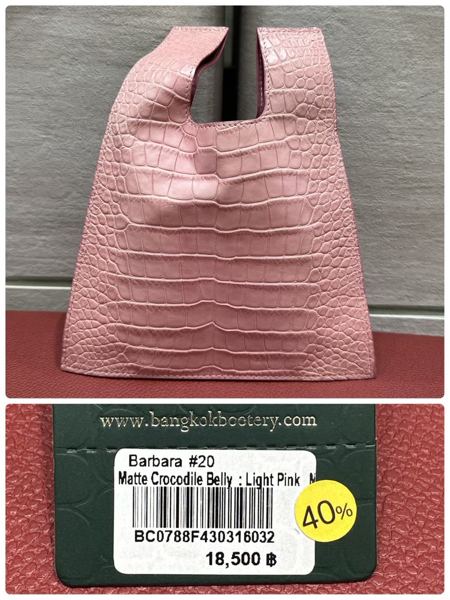 www.bangkokbootery.com
Barbara #20
Matte Crocodile Belly : Light Pink M
BC0788F430316032
18,500 ฿
40%